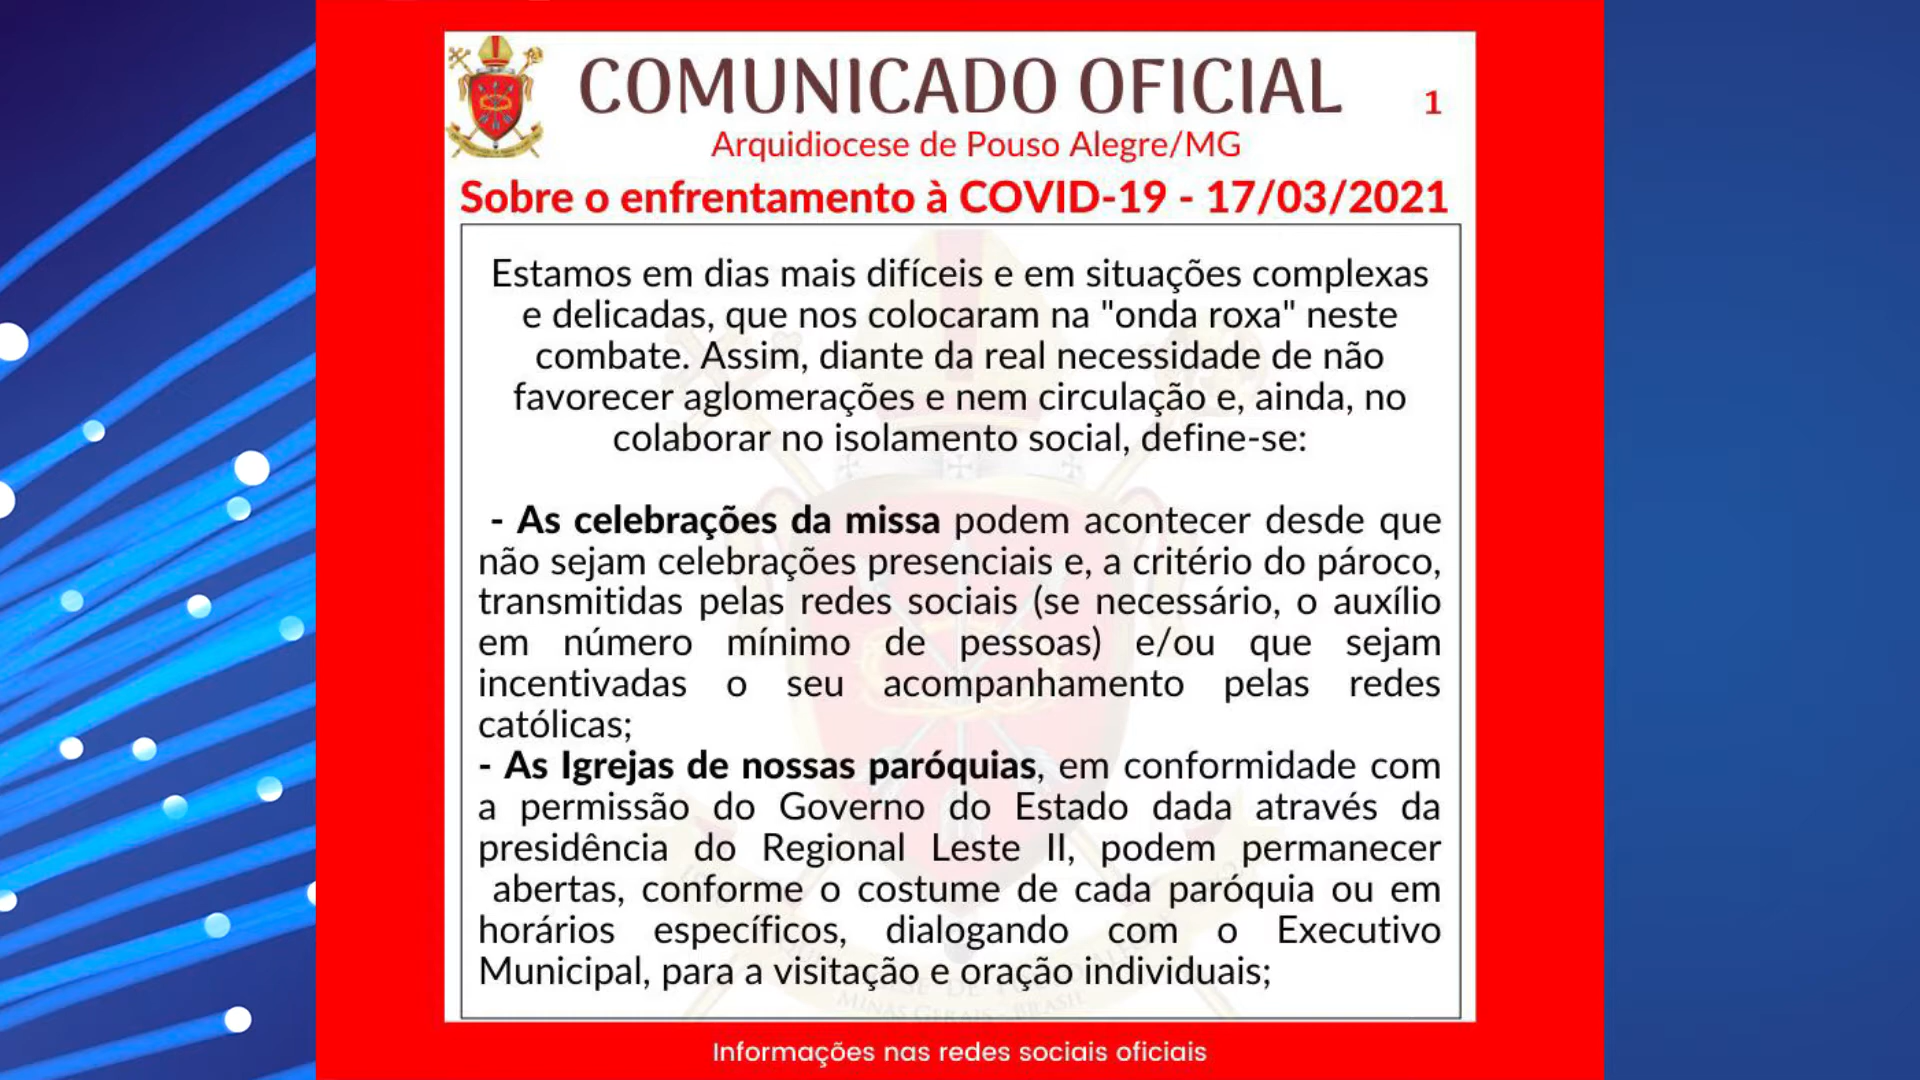 COMUNICADO OFICIAL
1
Arquidiocese de Pouso Alegre/MG
Sobre o enfrentamento à COVID-19 - 17/03/2021
Estamos em dias mais difíceis e em situações complexas
e delicadas, que nos colocaram na "onda roxa" neste
combate. Assim, diante da real necessidade de não
favorecer aglomerações e nem circulação e, ainda, no
colaborar no isolamento social, define-se:
- As celebrações da missa podem acontecer desde que
não sejam celebrações presenciais e, a critério do pároco,
transmitidas pelas redes sociais (se necessário, o auxílio
em número mínimo de pessoas) e/ou que sejam
incentivadas o seu acompanhamento pelas redes
católicas;
- As Igrejas de nossas paróquias, em conformidade com
a permissão do Governo do Estado dada através da
presidência do Regional Leste II, podem permanecer
abertas, conforme o costume de cada paróquia ou em
horários específicos, dialogando com o Executivo
Municipal, para a visitação e oração individuais;
MINAS GERAIS - BRASIL
Informações nas redes sociais oficiais